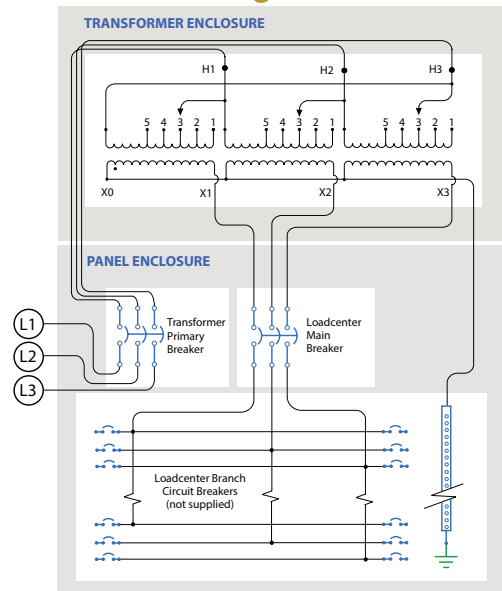 TRANSFORMER ENCLOSURE
H1 H2 H3
5 4 3 2 1 5 4 3 2 1 5 4 3 2 1
X0 X1 X2 X3
PANEL ENCLOSURE
L1
L2
L3
Transformer
Primary
Breaker
Loadcenter
Main
Breaker
Loadcenter Branch
Circuit Breakers
(not supplied)